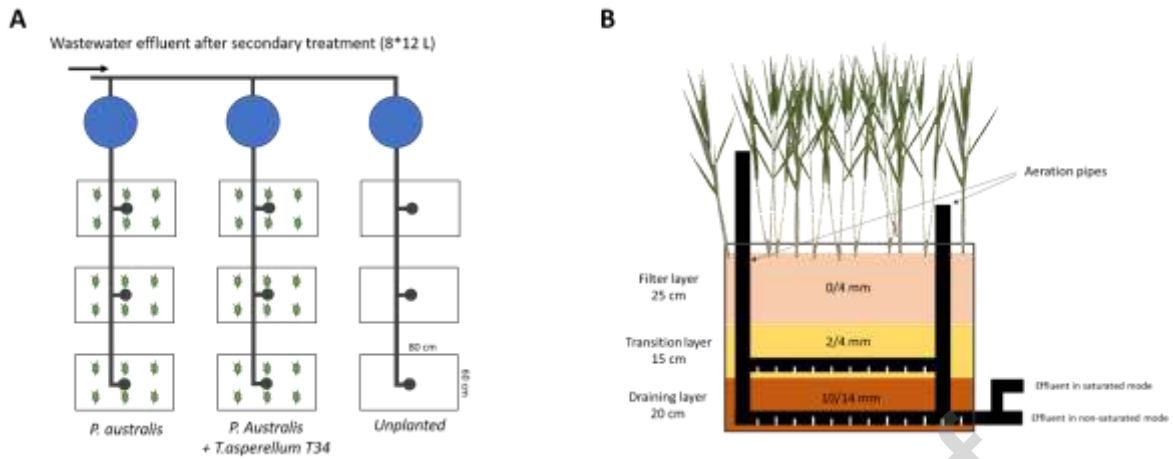 A
Wastewater effluent after secondary treatment (8*12 L)
80 cm
60 cm
P. australis
P. Australis
+ T.asperellum T34
Unplanted
B
Aeration pipes
Filter layer
25 cm
0/4 mm
Transition layer
15 cm
2/4 mm
Draining layer
20 cm
10/14 mm
Effluent in saturated mode
Effluent in non-saturated mode